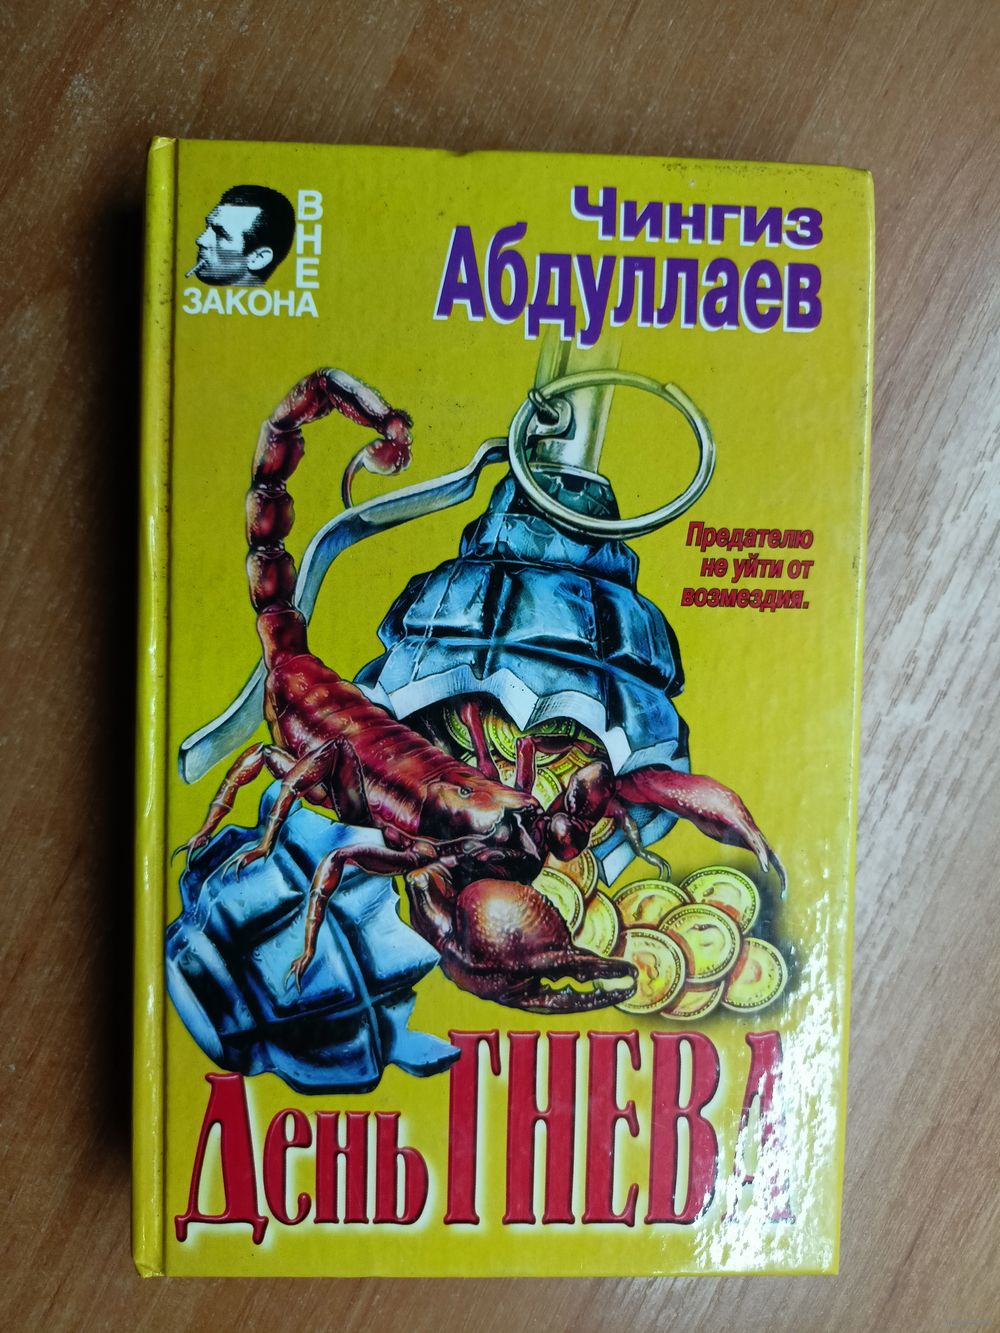 ВНЕ
ЗАКОНА
Чингиз
Абдуллаев
Предателю
не уйти от
возмездия.
День ГНЕВА